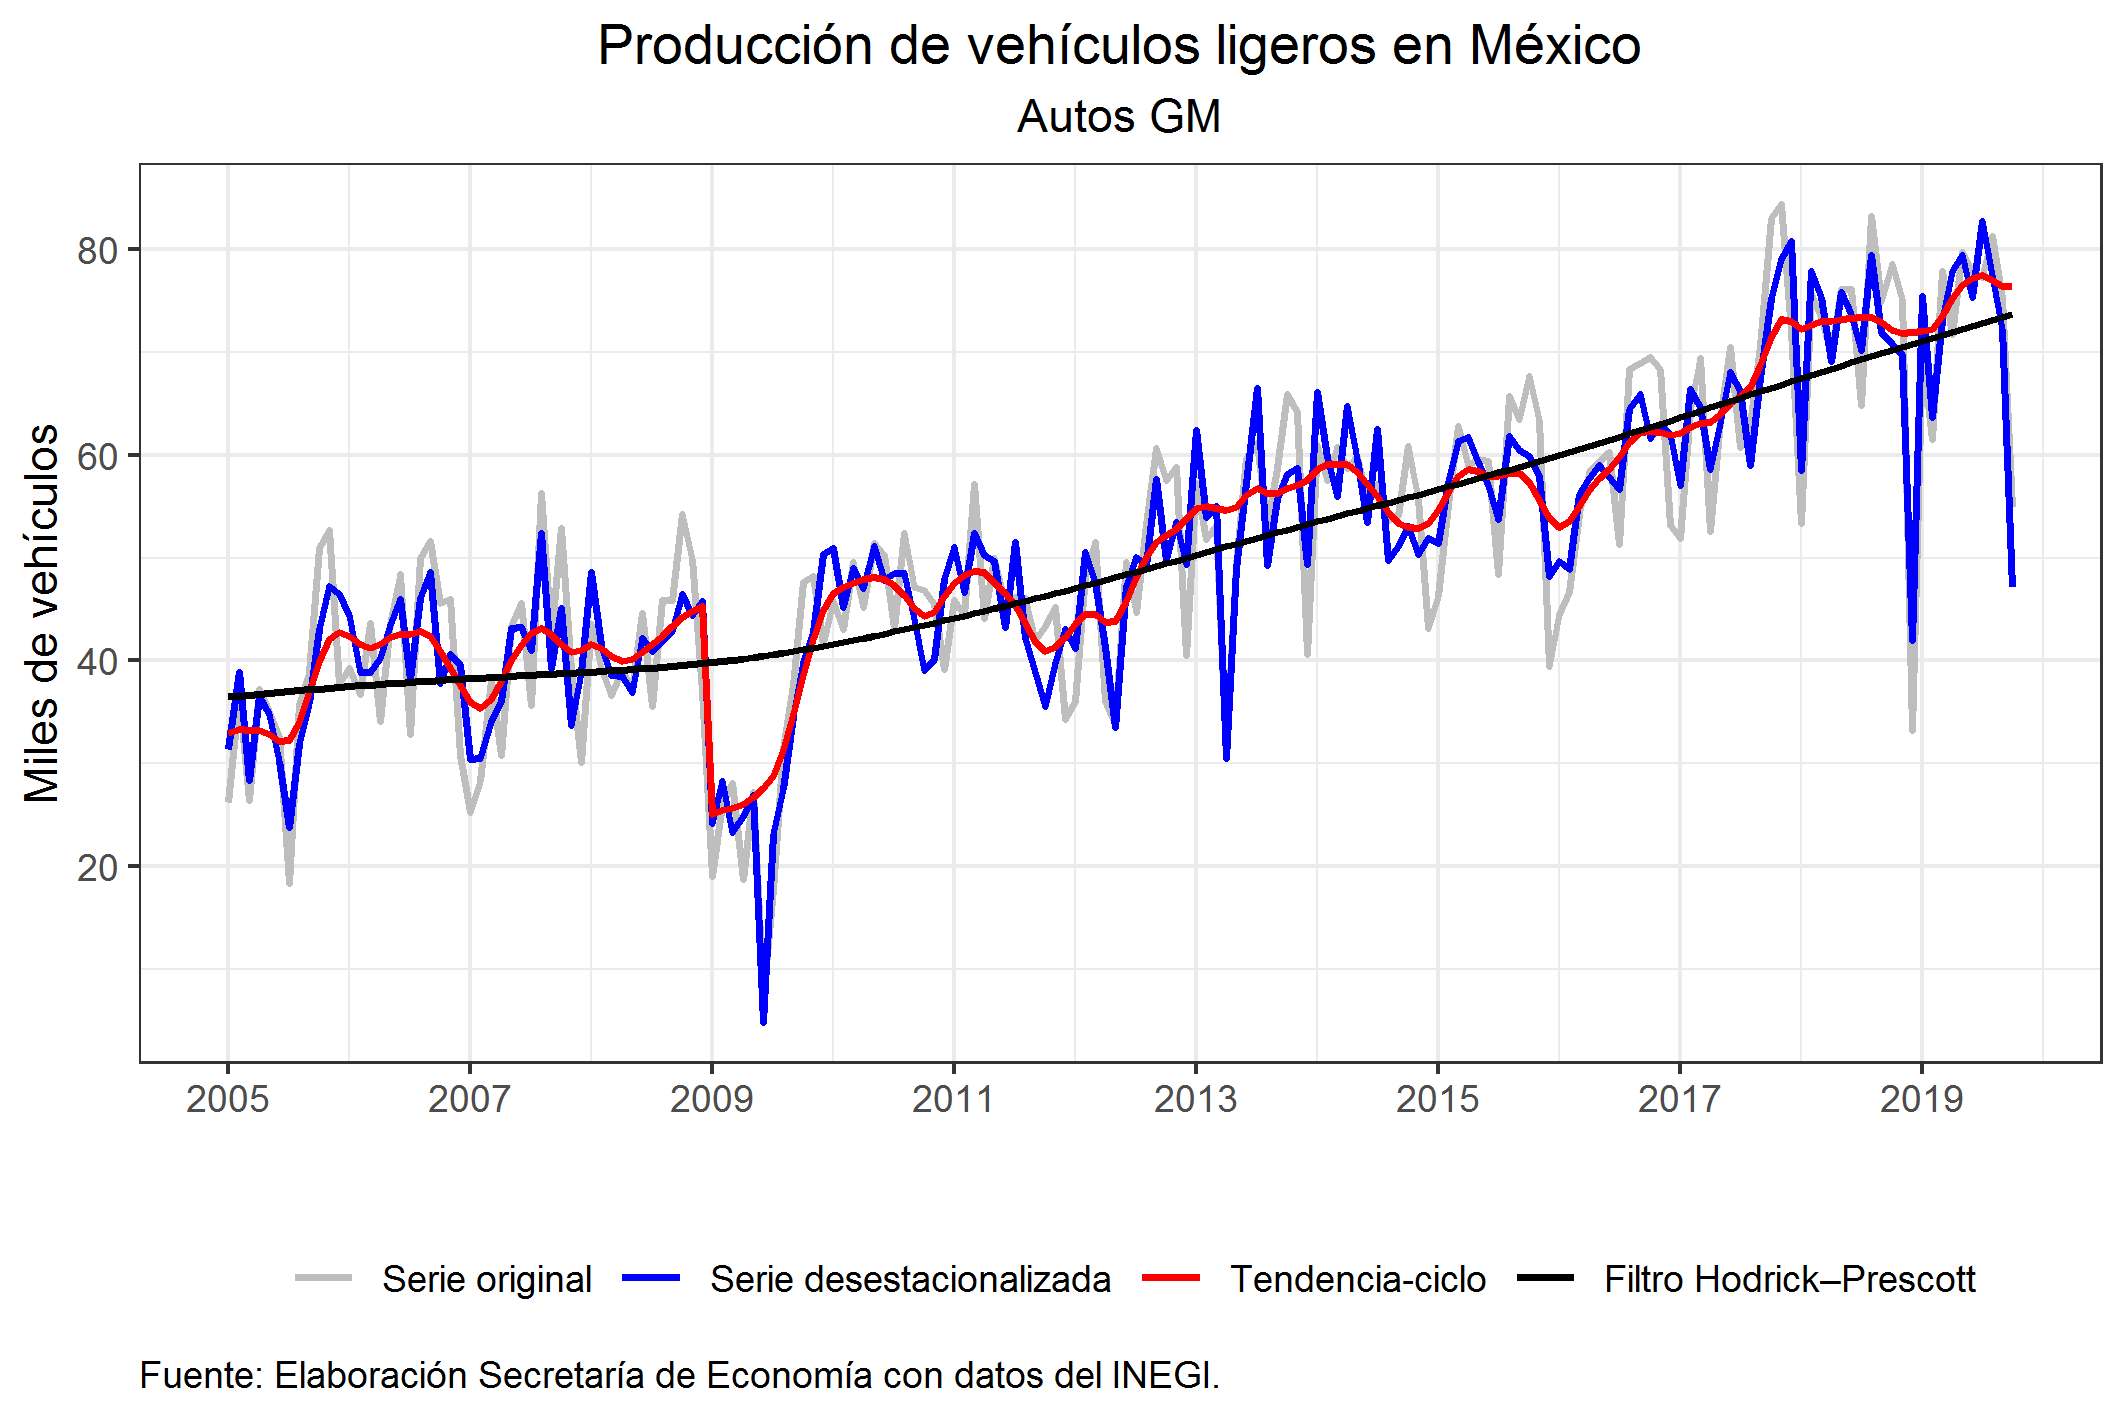 Producción de vehículos ligeros en México
Autos GM
Miles de vehículos
80
60
40
20
2005 2007 2009 2011 2013 2015 2017 2019
Serie original Serie desestacionalizada Tendencia-ciclo Filtro Hodrick–Prescott
Fuente: Elaboración Secretaría de Economía con datos del INEGI.